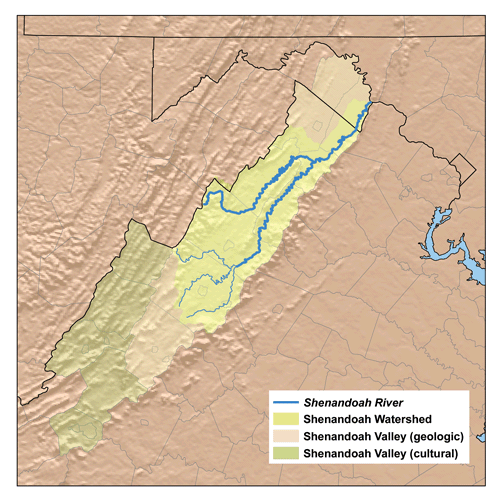 Shenandoah River
Shenandoah Watershed
Shenandoah Valley (geologic)
Shenandoah Valley (cultural)